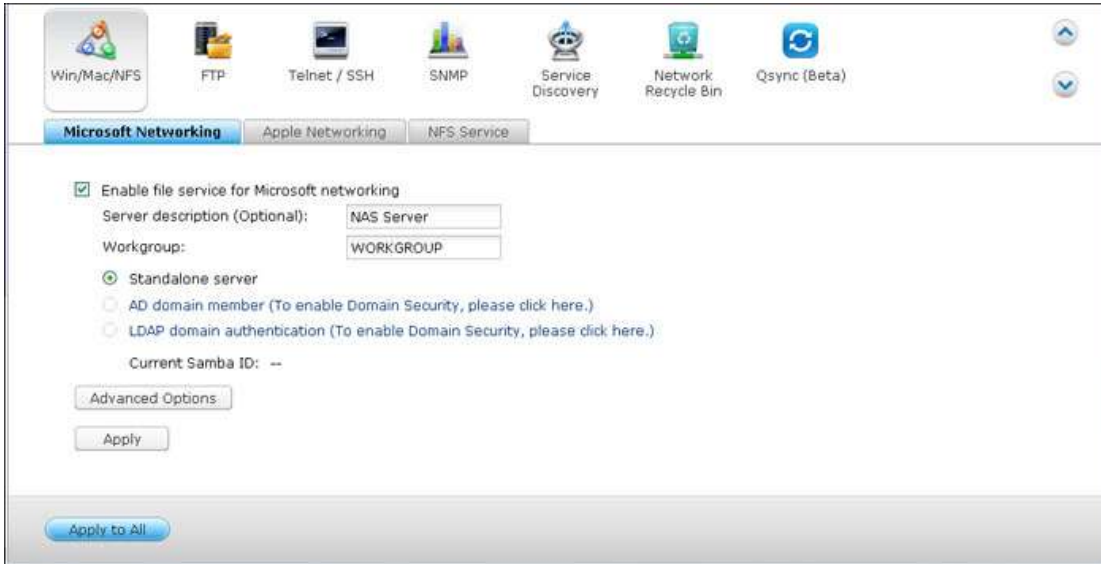 Win/Mac/NFS
FTP
Telnet / SSH
SNMP
Service
Discovery
Network
Recycle Bin
Qsync (Beta)
Microsoft Networking
Apple Networking
NFS Service
Enable file service for Microsoft networking
Server description (Optional): NAS Server
Workgroup: WORKGROUP
Standalone server
AD domain member (To enable Domain Security, please click here.)
LDAP domain authentication (To enable Domain Security, please click here.)
Current Samba ID: --
Advanced Options
Apply
Apply to All